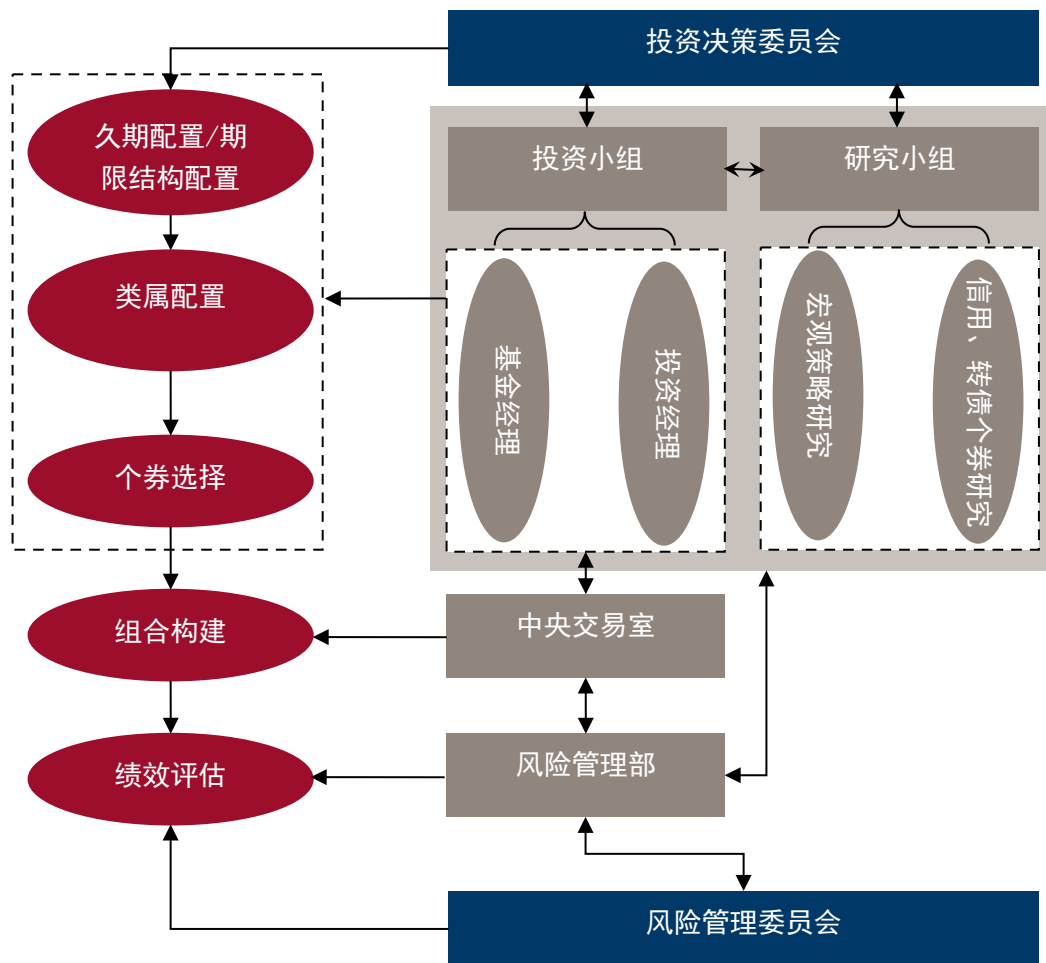 投资决策委员会
久期配置/期
限结构配置
投资小组
研究小组
类属配置
基金经理
投资经理
宏观策略研究
信用、转债个券研究
个券选择
组合构建
中央交易室
绩效评估
风险管理部
风险管理委员会